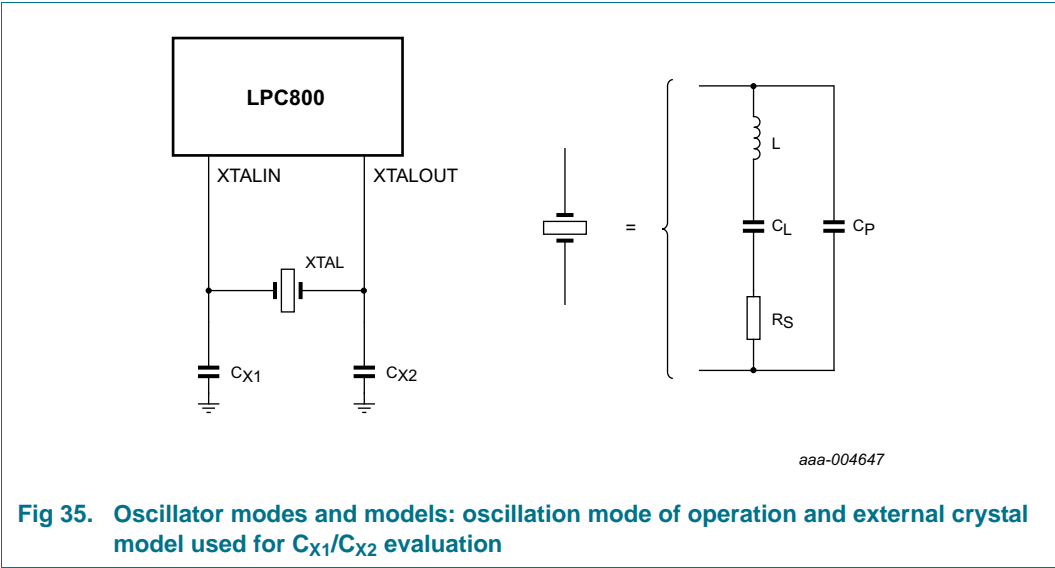 LPC800
XTALIN
XTALOUT
XTAL
CX1
CX2
=
L
CL
CP
RS
aaa-004647
Fig 35. Oscillator modes and models: oscillation mode of operation and external crystal
model used for CX1/CX2 evaluation